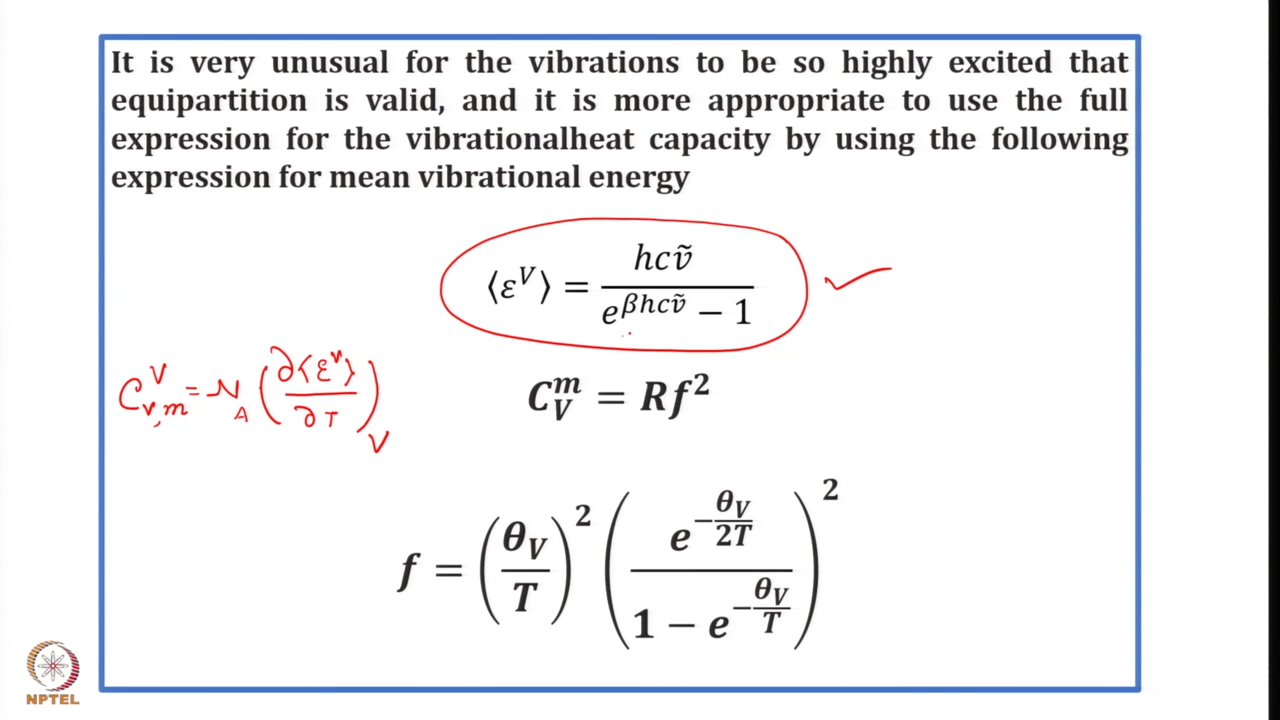 It is very unusual for the vibrations to be so highly excited that
equipartition is valid, and it is more appropriate to use the full
expression for the vibrationalheat capacity by using the following
expression for mean vibrational energy
⟨εⱽ⟩ = hcṽ / (e^{βhcṽ} − 1)
C^V_{V,m} = N_A (∂⟨εⱽ⟩ / ∂T)_V
C_V^m = Rf²
f = (θ_V / T)² (e^{−θ_V/2T} / (1 − e^{−θ_V/T}))²
NPTEL